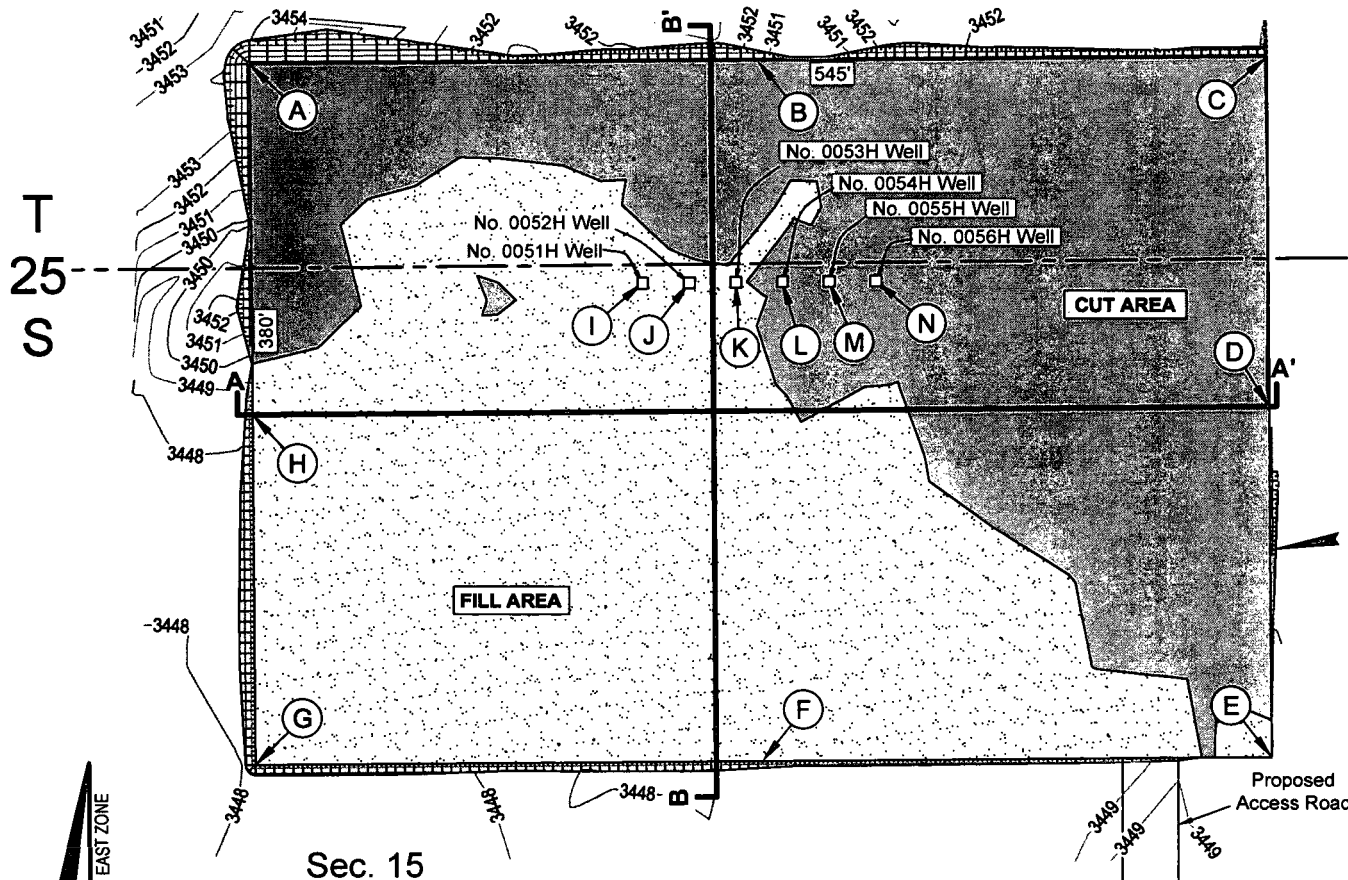 3451
3452
3453
3454
3452
3452
B'
3452
3451
3451
3452
3452
545'
A
B
C
No. 0053H Well
No. 0054H Well
No. 0055H Well
No. 0056H Well
No. 0052H Well
No. 0051H Well
T
25
S
3453
3452
3451
3450
3450
3452
3451
3450
3449
3448
380'
I
J
K
L
M
N
CUT AREA
D
A
A'
H
FILL AREA
-3448
G
F
E
3448
3448
3448-
B
3449
3449
3449
Proposed
Access Road
EAST ZONE
Sec. 15